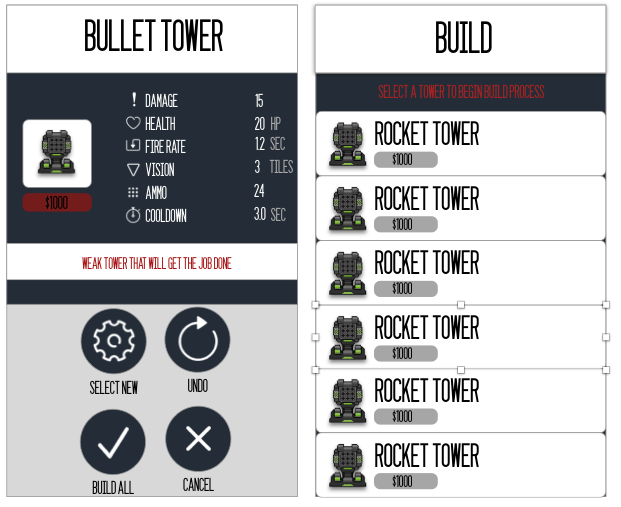 BULLET TOWER
! DAMAGE 15
HEALTH 20 HP
FIRE RATE 1.2 SEC
VISION 3 TILES
AMMO 24
COOLDOWN 3.0 SEC
$1000
WEAK TOWER THAT WILL GET THE JOB DONE
SELECT NEW
UNDO
BUILD ALL
CANCEL
BUILD
SELECT A TOWER TO BEGIN BUILD PROCESS
ROCKET TOWER
$1000
ROCKET TOWER
$1000
ROCKET TOWER
$1000
ROCKET TOWER
$1000
ROCKET TOWER
$1000
ROCKET TOWER
$1000